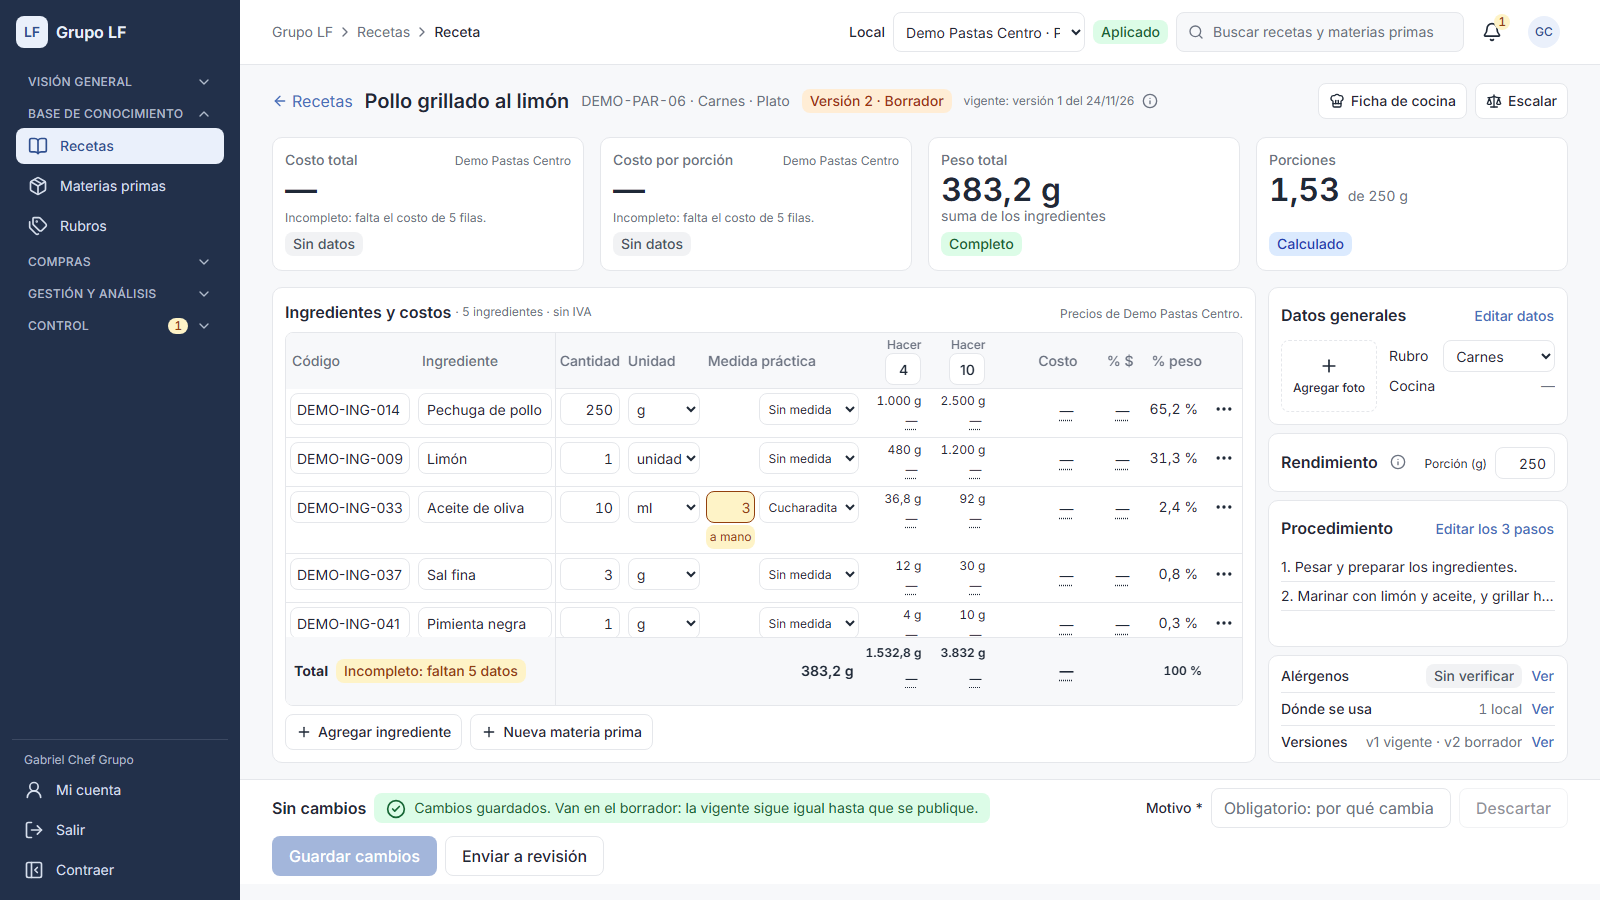 LF Grupo LF
VISIÓN GENERAL
BASE DE CONOCIMIENTO
Recetas
Materias primas
Rubros
COMPRAS
GESTIÓN Y ANÁLISIS
CONTROL 1
Gabriel Chef Grupo
Mi cuenta
Salir
Contraer
Grupo LF > Recetas > Receta
Local Demo Pastas Centro · P Aplicado Buscar recetas y materias primas 1 GC
← Recetas Pollo grillado al limón DEMO-PAR-06 · Carnes · Plato Versión 2 · Borrador vigente: versión 1 del 24/11/26 Ficha de cocina Escalar
Costo total Demo Pastas Centro
—
Incompleto: falta el costo de 5 filas.
Sin datos
Costo por porción Demo Pastas Centro
—
Incompleto: falta el costo de 5 filas.
Sin datos
Peso total
383,2 g
suma de los ingredientes
Completo
Porciones
1,53 de 250 g
Calculado
Ingredientes y costos · 5 ingredientes · sin IVA Precios de Demo Pastas Centro.
Código Ingrediente Cantidad Unidad Medida práctica Hacer 4 Hacer 10 Costo % $ % peso
DEMO-ING-014 Pechuga de pollo 250 g Sin medida 1.000 g — 2.500 g — — — 65,2 % •••
DEMO-ING-009 Limón 1 unidad Sin medida 480 g — 1.200 g — — — 31,3 % •••
DEMO-ING-033 Aceite de oliva 10 ml 3 a mano Cucharadita 36,8 g — 92 g — — — 2,4 % •••
DEMO-ING-037 Sal fina 3 g Sin medida 12 g — 30 g — — — 0,8 % •••
DEMO-ING-041 Pimienta negra 1 g Sin medida 4 g — 10 g — — — 0,3 % •••
Total Incompleto: faltan 5 datos 383,2 g 1.532,8 g — 3.832 g — — 100 %
+ Agregar ingrediente + Nueva materia prima
Datos generales Editar datos
+ Agregar foto
Rubro Carnes
Cocina —
Rendimiento Porción (g) 250
Procedimiento Editar los 3 pasos
1. Pesar y preparar los ingredientes.
2. Marinar con limón y aceite, y grillar h...
Alérgenos Sin verificar Ver
Dónde se usa 1 local Ver
Versiones v1 vigente · v2 borrador Ver
Sin cambios Cambios guardados. Van en el borrador: la vigente sigue igual hasta que se publique. Motivo * Obligatorio: por qué cambia Descartar
Guardar cambios Enviar a revisión